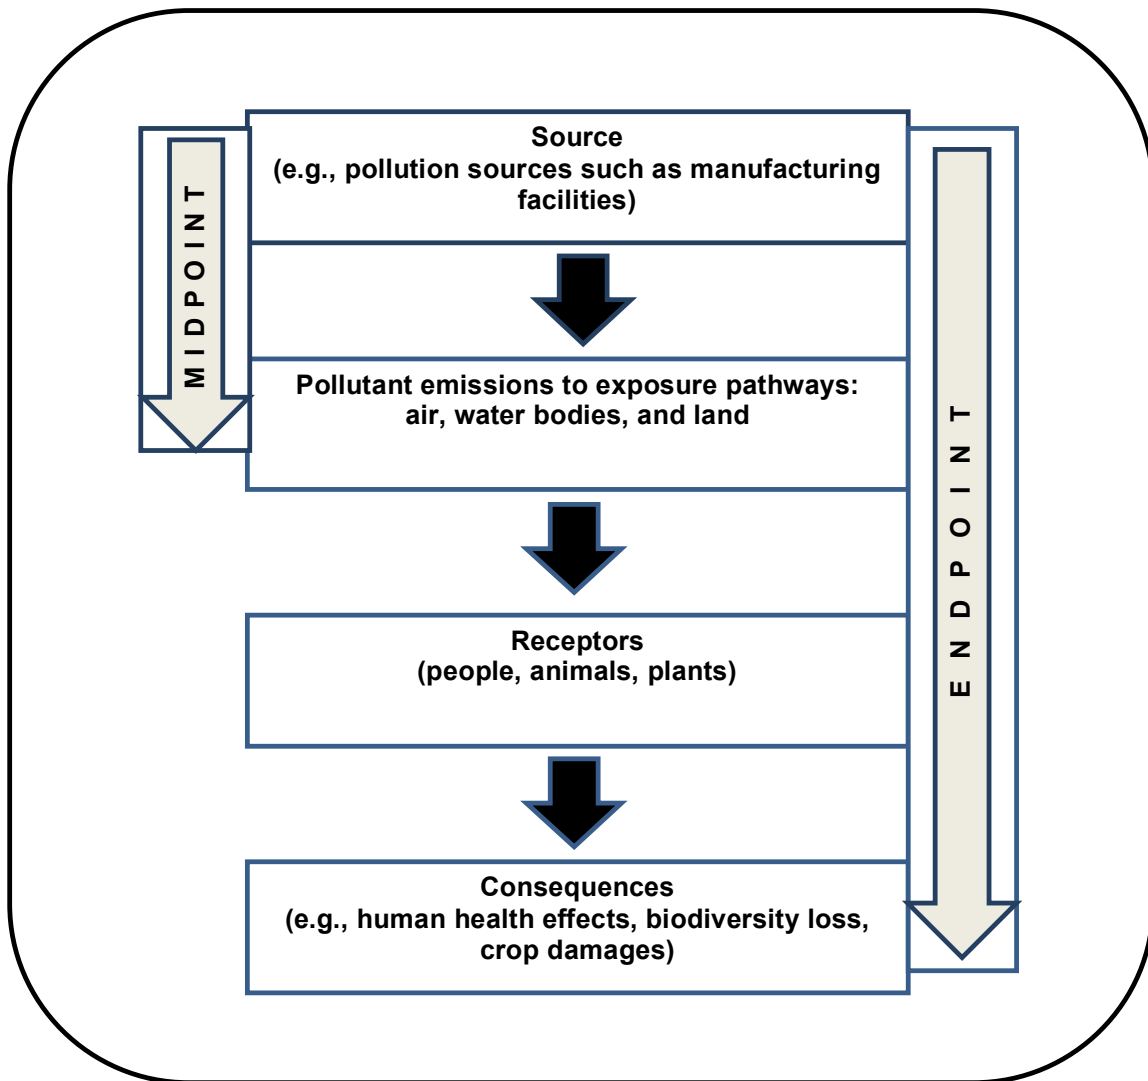 Source
(e.g., pollution sources such as manufacturing
facilities)
MIDPOINT
Pollutant emissions to exposure pathways:
air, water bodies, and land
ENDPOINT
Receptors
(people, animals, plants)
Consequences
(e.g., human health effects, biodiversity loss,
crop damages)